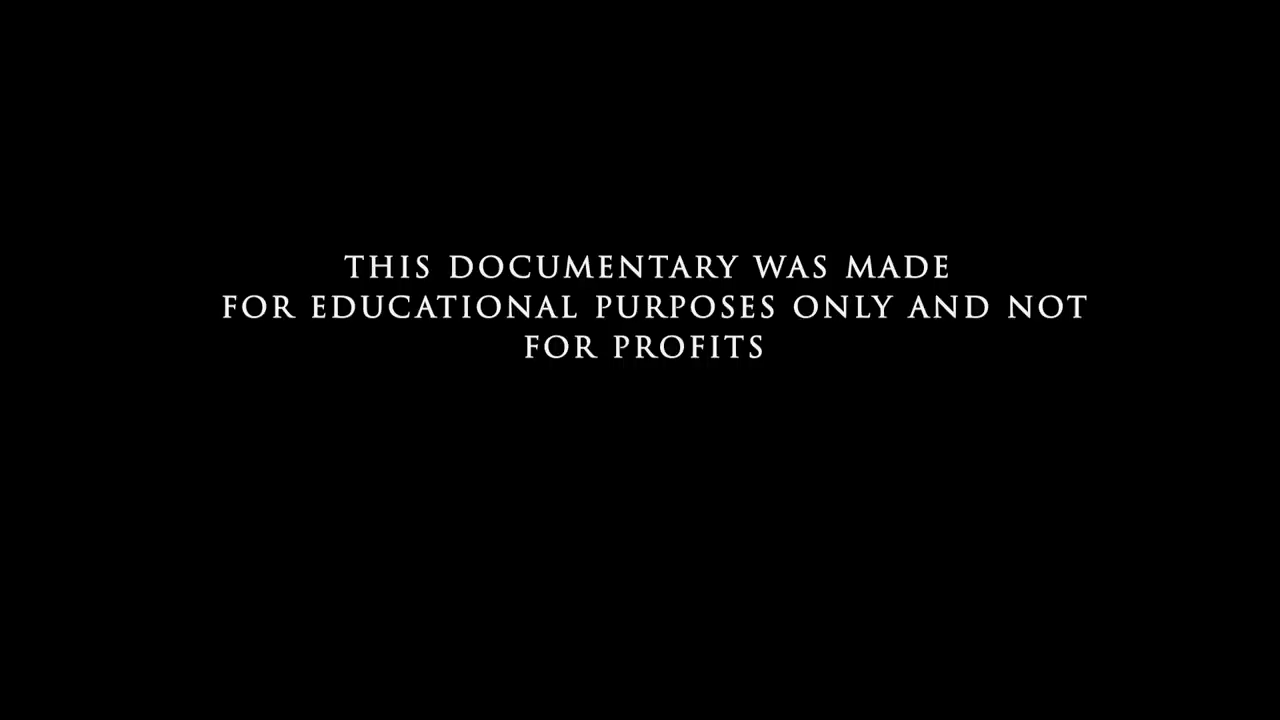 THIS DOCUMENTARY WAS MADE
FOR EDUCATIONAL PURPOSES ONLY AND NOT
FOR PROFITS